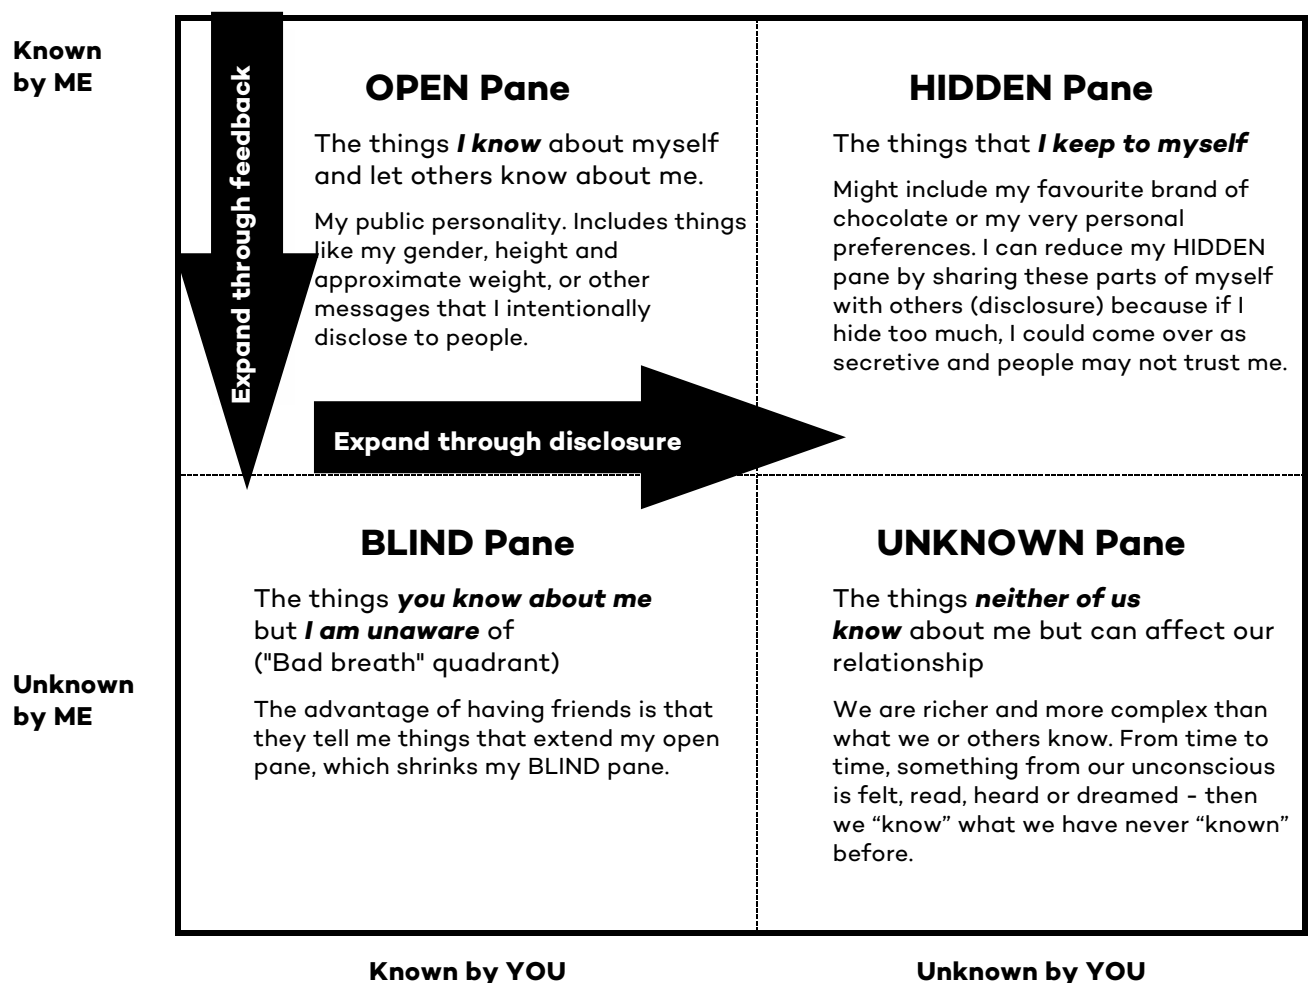 Known
by ME
Expand through feedback
OPEN Pane
The things I know about myself
and let others know about me.
My public personality. Includes things
like my gender, height and
approximate weight, or other
messages that I intentionally
disclose to people.
HIDDEN Pane
The things that I keep to myself
Might include my favourite brand of
chocolate or my very personal
preferences. I can reduce my HIDDEN
pane by sharing these parts of myself
with others (disclosure) because if I
hide too much, I could come over as
secretive and people may not trust me.
Expand through disclosure
Unknown
by ME
BLIND Pane
The things you know about me
but I am unaware of
("Bad breath" quadrant)
The advantage of having friends is that
they tell me things that extend my open
pane, which shrinks my BLIND pane.
UNKNOWN Pane
The things neither of us
know about me but can affect our
relationship
We are richer and more complex than
what we or others know. From time to
time, something from our unconscious
is felt, read, heard or dreamed - then
we “know” what we have never “known”
before.
Known by YOU
Unknown by YOU